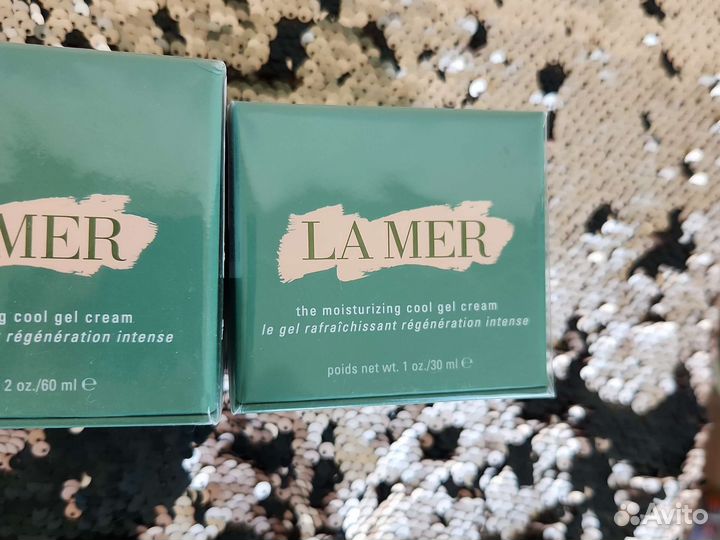 MER
g cool gel cream
régénération intense
2 oz./60 ml e
LA MER
the moisturizing cool gel cream
le gel rafraîchissant régénération intense
poids net wt. 1 oz./30 ml e
Avito